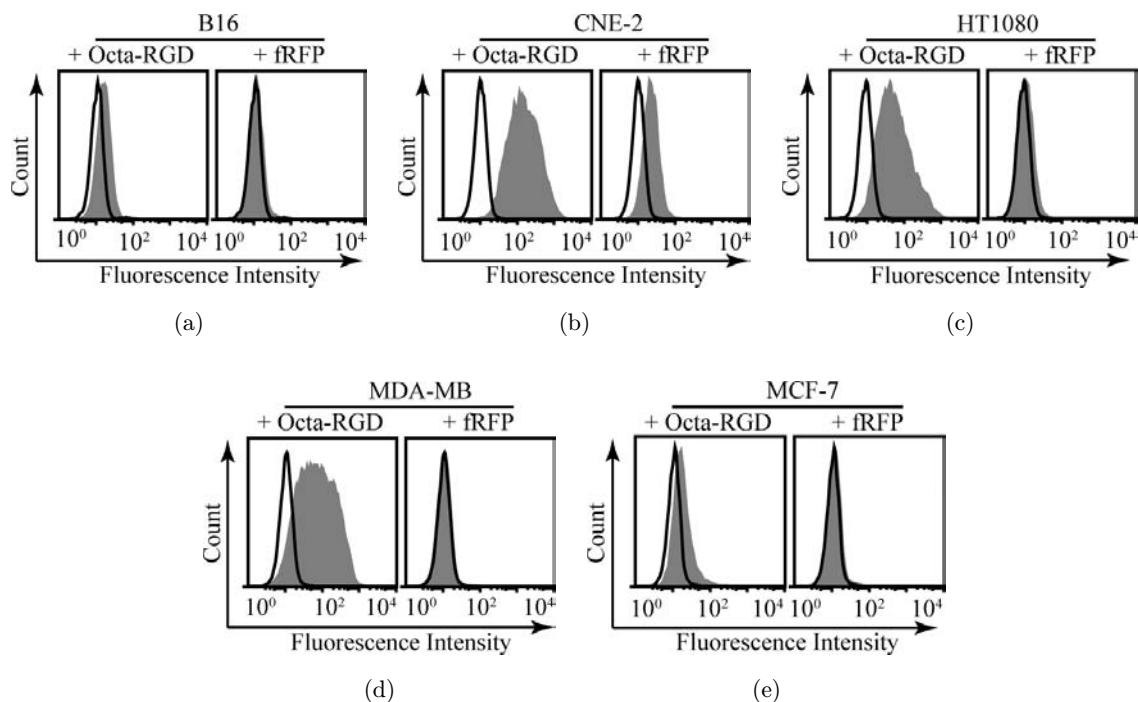 B16
+ Octa-RGD + fRFP
Count
10⁰ 10² 10⁴ 10⁰ 10² 10⁴
Fluorescence Intensity
(a)
CNE-2
+ Octa-RGD + fRFP
Count
10⁰ 10² 10⁴ 10⁰ 10² 10⁴
Fluorescence Intensity
(b)
HT1080
+ Octa-RGD + fRFP
Count
10⁰ 10² 10⁴ 10⁰ 10² 10⁴
Fluorescence Intensity
(c)
MDA-MB
+ Octa-RGD + fRFP
Count
10⁰ 10² 10⁴ 10⁰ 10² 10⁴
Fluorescence Intensity
(d)
MCF-7
+ Octa-RGD + fRFP
Count
10⁰ 10² 10⁴ 10⁰ 10² 10⁴
Fluorescence Intensity
(e)